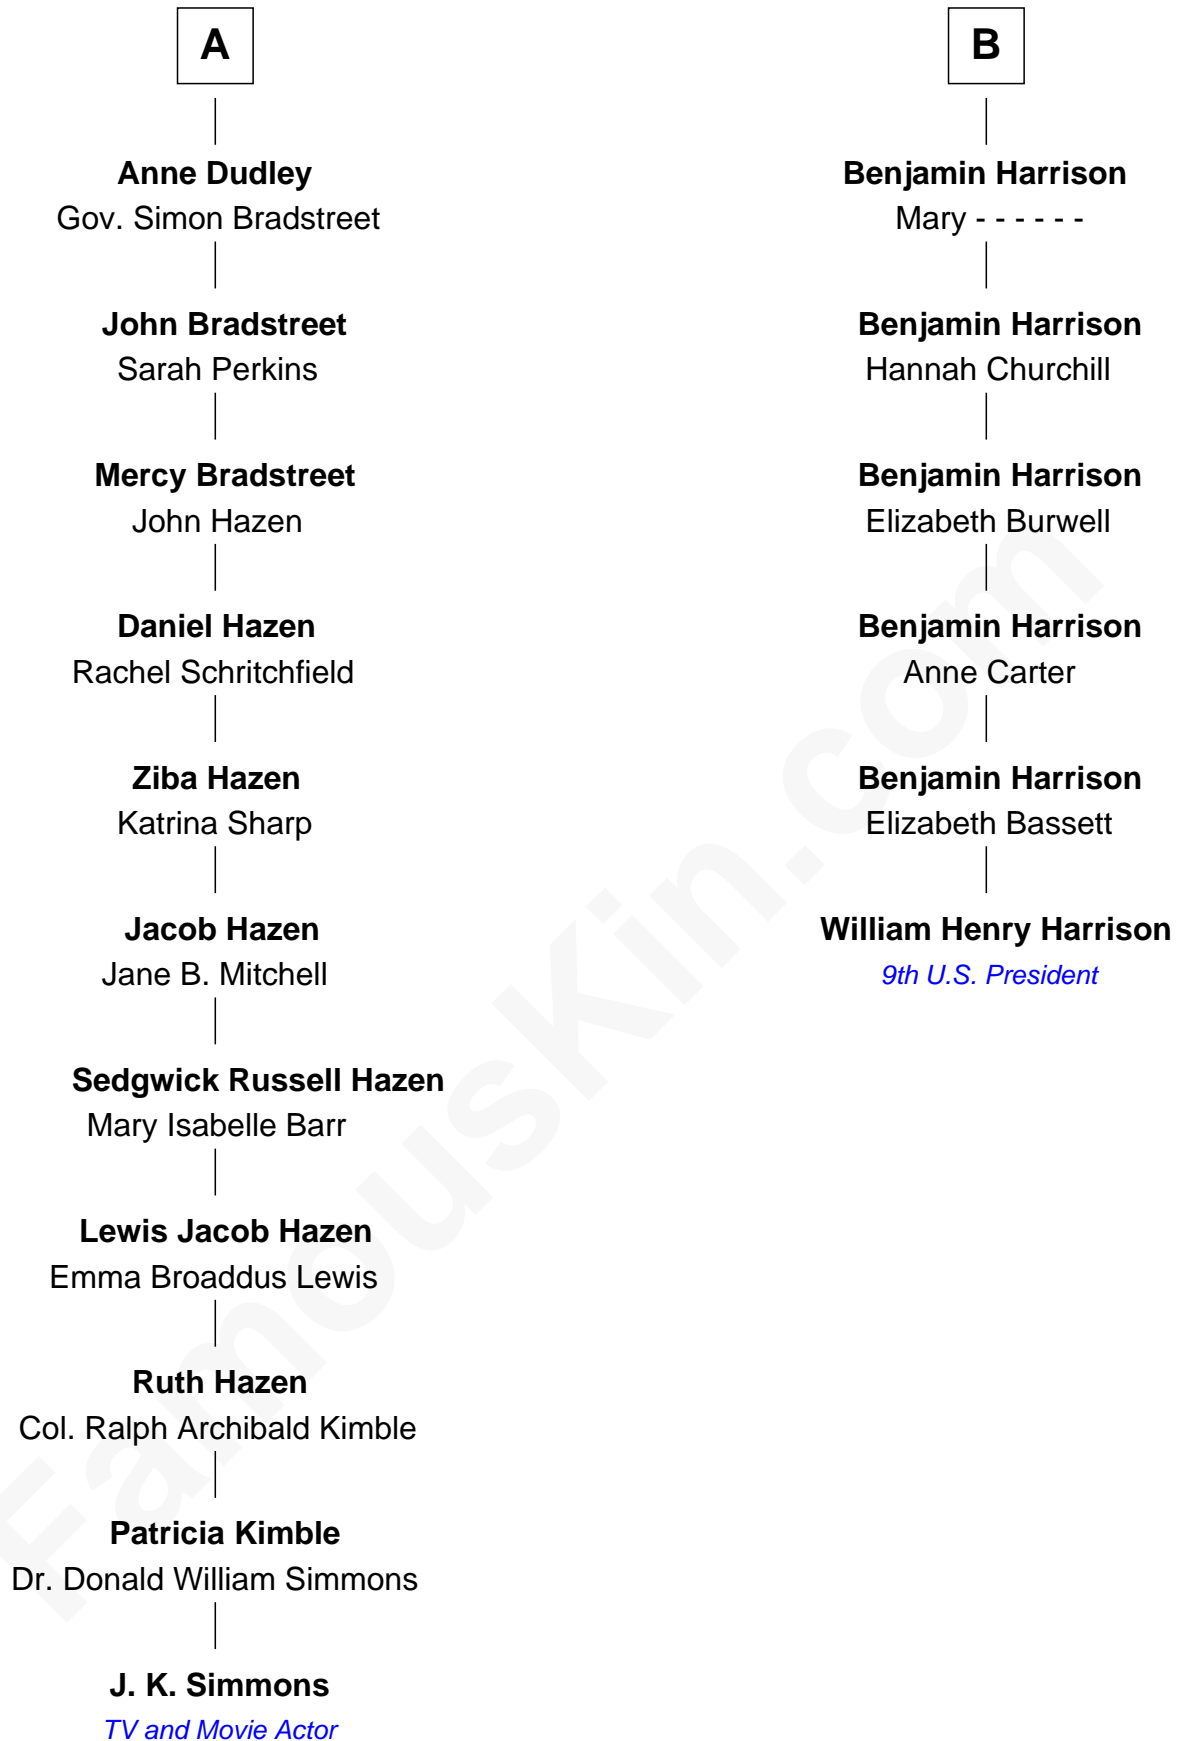 A
Anne Dudley
Gov. Simon Bradstreet
John Bradstreet
Sarah Perkins
Mercy Bradstreet
John Hazen
Daniel Hazen
Rachel Schritchfield
Ziba Hazen
Katrina Sharp
Jacob Hazen
Jane B. Mitchell
Sedgwick Russell Hazen
Mary Isabelle Barr
Lewis Jacob Hazen
Emma Broaddus Lewis
Ruth Hazen
Col. Ralph Archibald Kimble
Patricia Kimble
Dr. Donald William Simmons
J. K. Simmons
TV and Movie Actor
B
Benjamin Harrison
Mary - - - - - -
Benjamin Harrison
Hannah Churchill
Benjamin Harrison
Elizabeth Burwell
Benjamin Harrison
Anne Carter
Benjamin Harrison
Elizabeth Bassett
William Henry Harrison
9th U.S. President
FamousKin.com